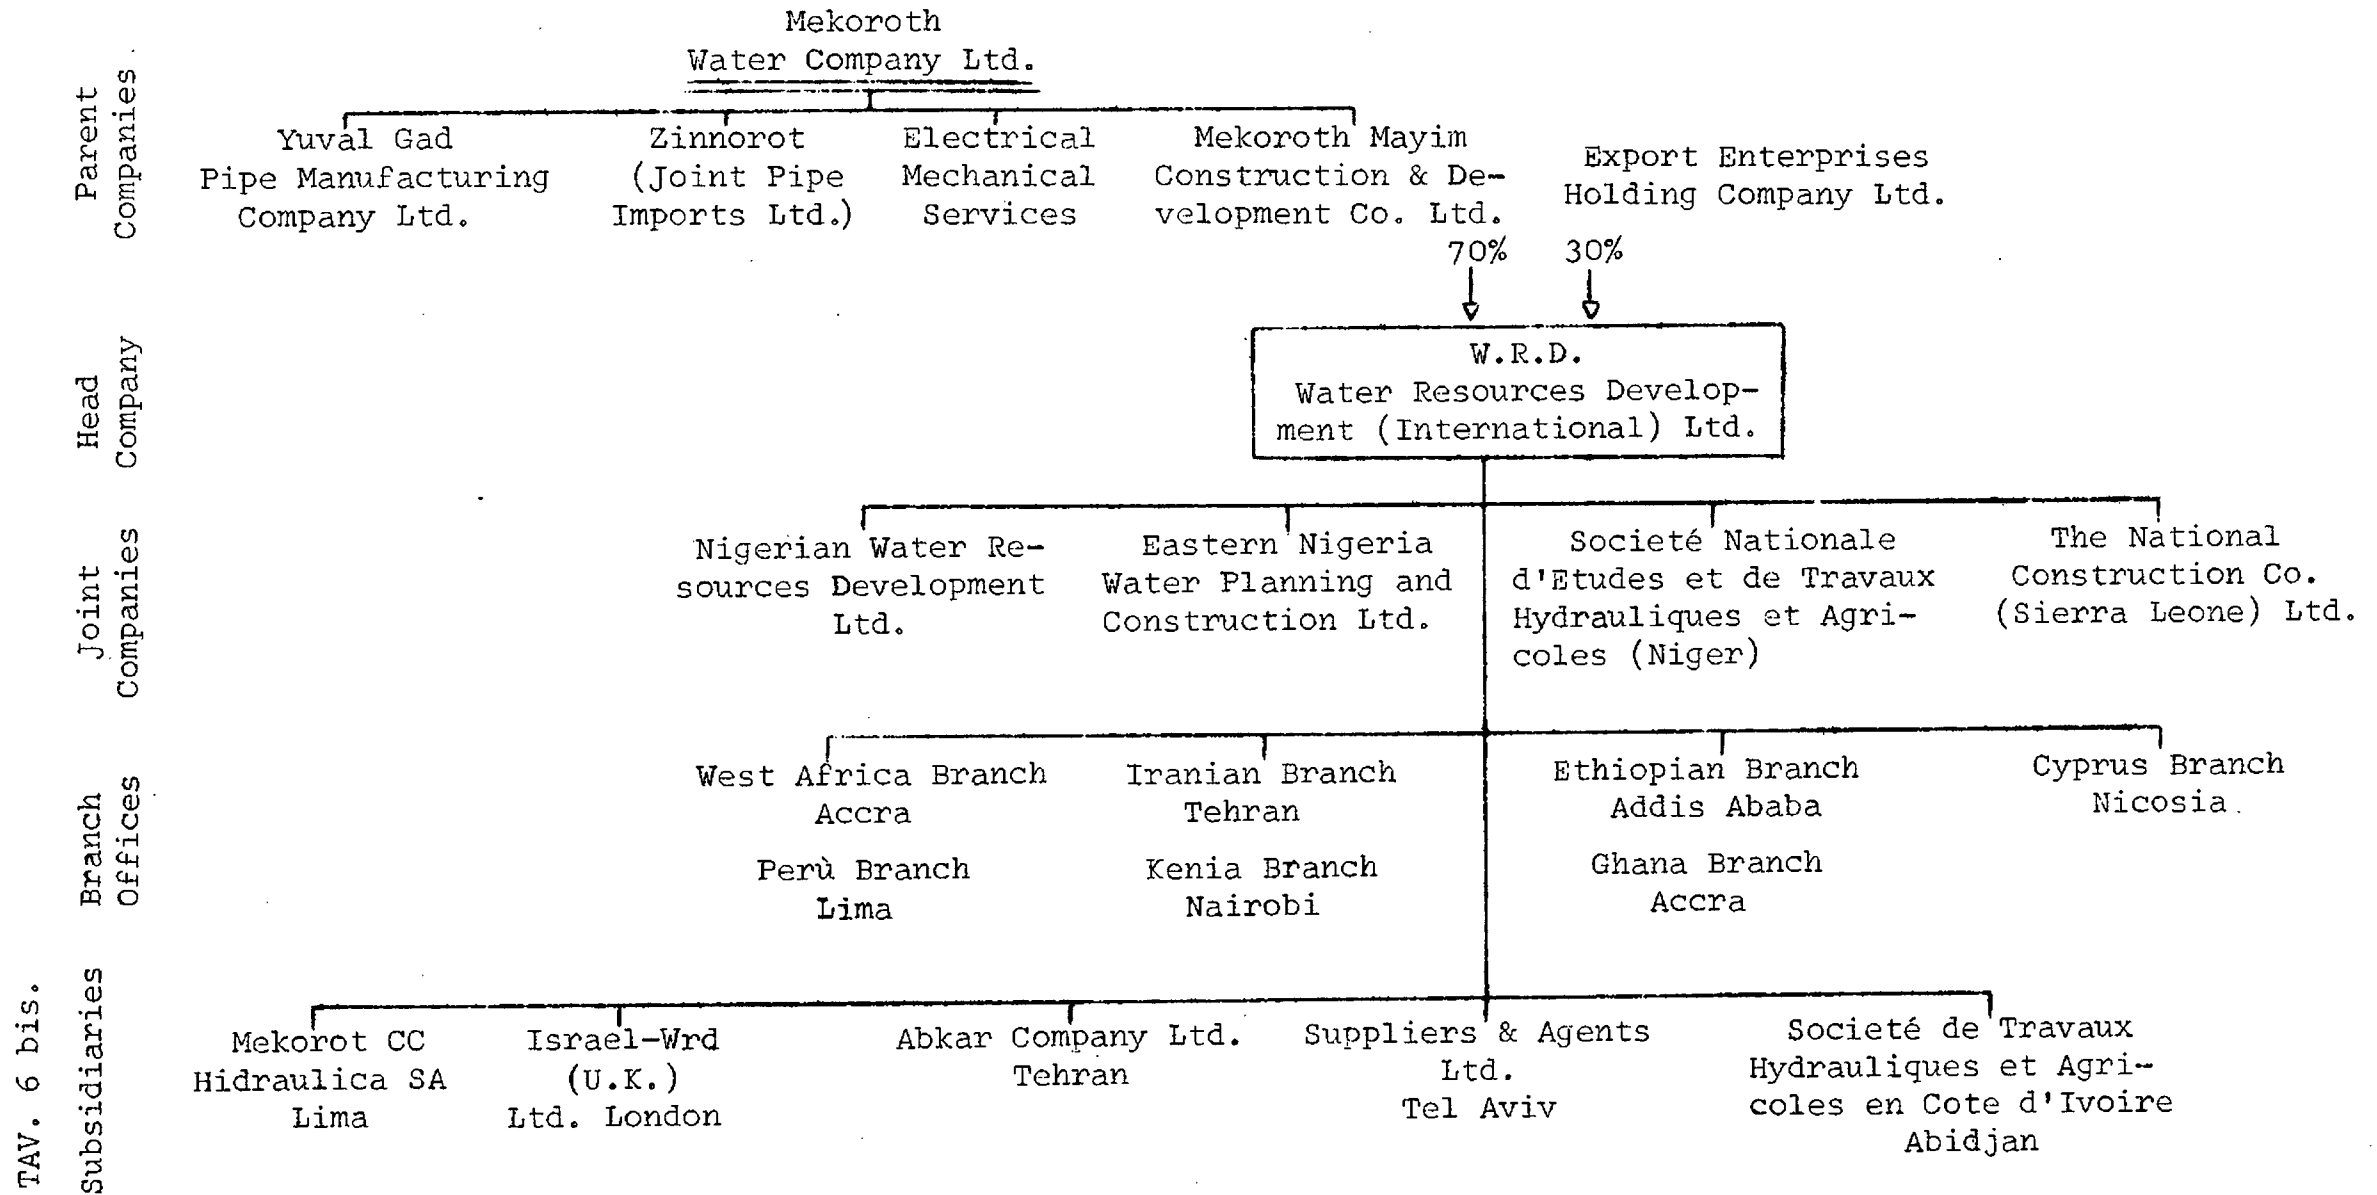 Mekoroth
Water Company Ltd.
Parent
Companies
Yuval Gad
Pipe Manufacturing
Company Ltd.
Zinnorot
(Joint Pipe
Imports Ltd.)
Electrical
Mechanical
Services
Mekoroth Mayim
Construction & De-
velopment Co. Ltd.
70%
Export Enterprises
Holding Company Ltd.
30%
Head
Company
W.R.D.
Water Resources Develop-
ment (International) Ltd.
Joint
Companies
Nigerian Water Re-
sources Development
Ltd.
Eastern Nigeria
Water Planning and
Construction Ltd.
Societé Nationale
d'Etudes et de Travaux
Hydrauliques et Agri-
coles (Niger)
The National
Construction Co.
(Sierra Leone) Ltd.
Branch
Offices
West Africa Branch
Accra
Iranian Branch
Tehran
Ethiopian Branch
Addis Ababa
Cyprus Branch
Nicosia
Perù Branch
Lima
Kenia Branch
Nairobi
Ghana Branch
Accra
Subsidiaries
Mekorot CC
Hidraulica SA
Lima
Israel-Wrd
(U.K.)
Ltd. London
Abkar Company Ltd.
Tehran
Suppliers & Agents
Ltd.
Tel Aviv
Societé de Travaux
Hydrauliques et Agri-
coles en Cote d'Ivoire
Abidjan
TAV. 6 bis.